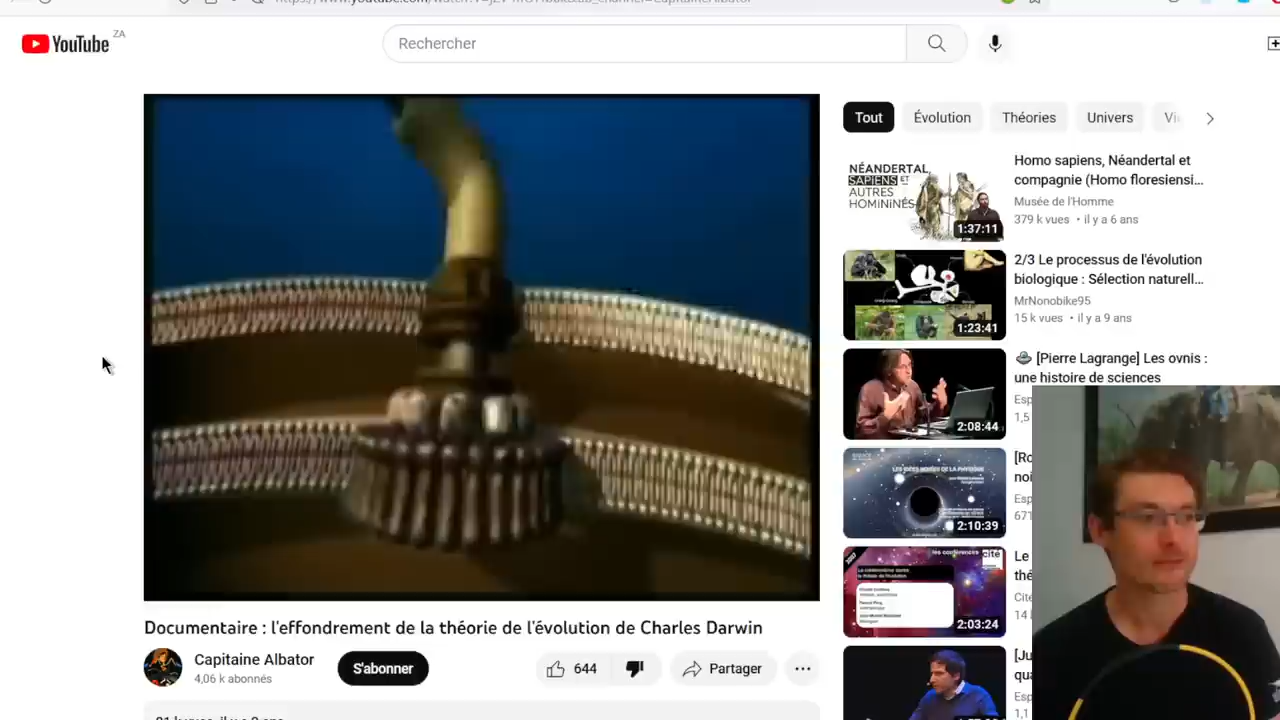 YouTube ZA
Rechercher
Tout
Évolution
Théories
Univers
NÉANDERTAL,
SAPIENS ET
AUTRES
HOMININÉS
1:37:11
Homo sapiens, Néandertal et
compagnie (Homo floresiensi...
Musée de l'Homme
379 k vues • il y a 6 ans
1:23:41
2/3 Le processus de l'évolution
biologique : Sélection naturell...
MrNonobike95
15 k vues • il y a 9 ans
2:08:44
[Pierre Lagrange] Les ovnis :
une histoire de sciences
2:10:39
les conférences
cité
2:03:24
Le
Documentaire : l'effondrement de la théorie de l'évolution de Charles Darwin
Capitaine Albator
4,06 k abonnés
S'abonner
644
Partager